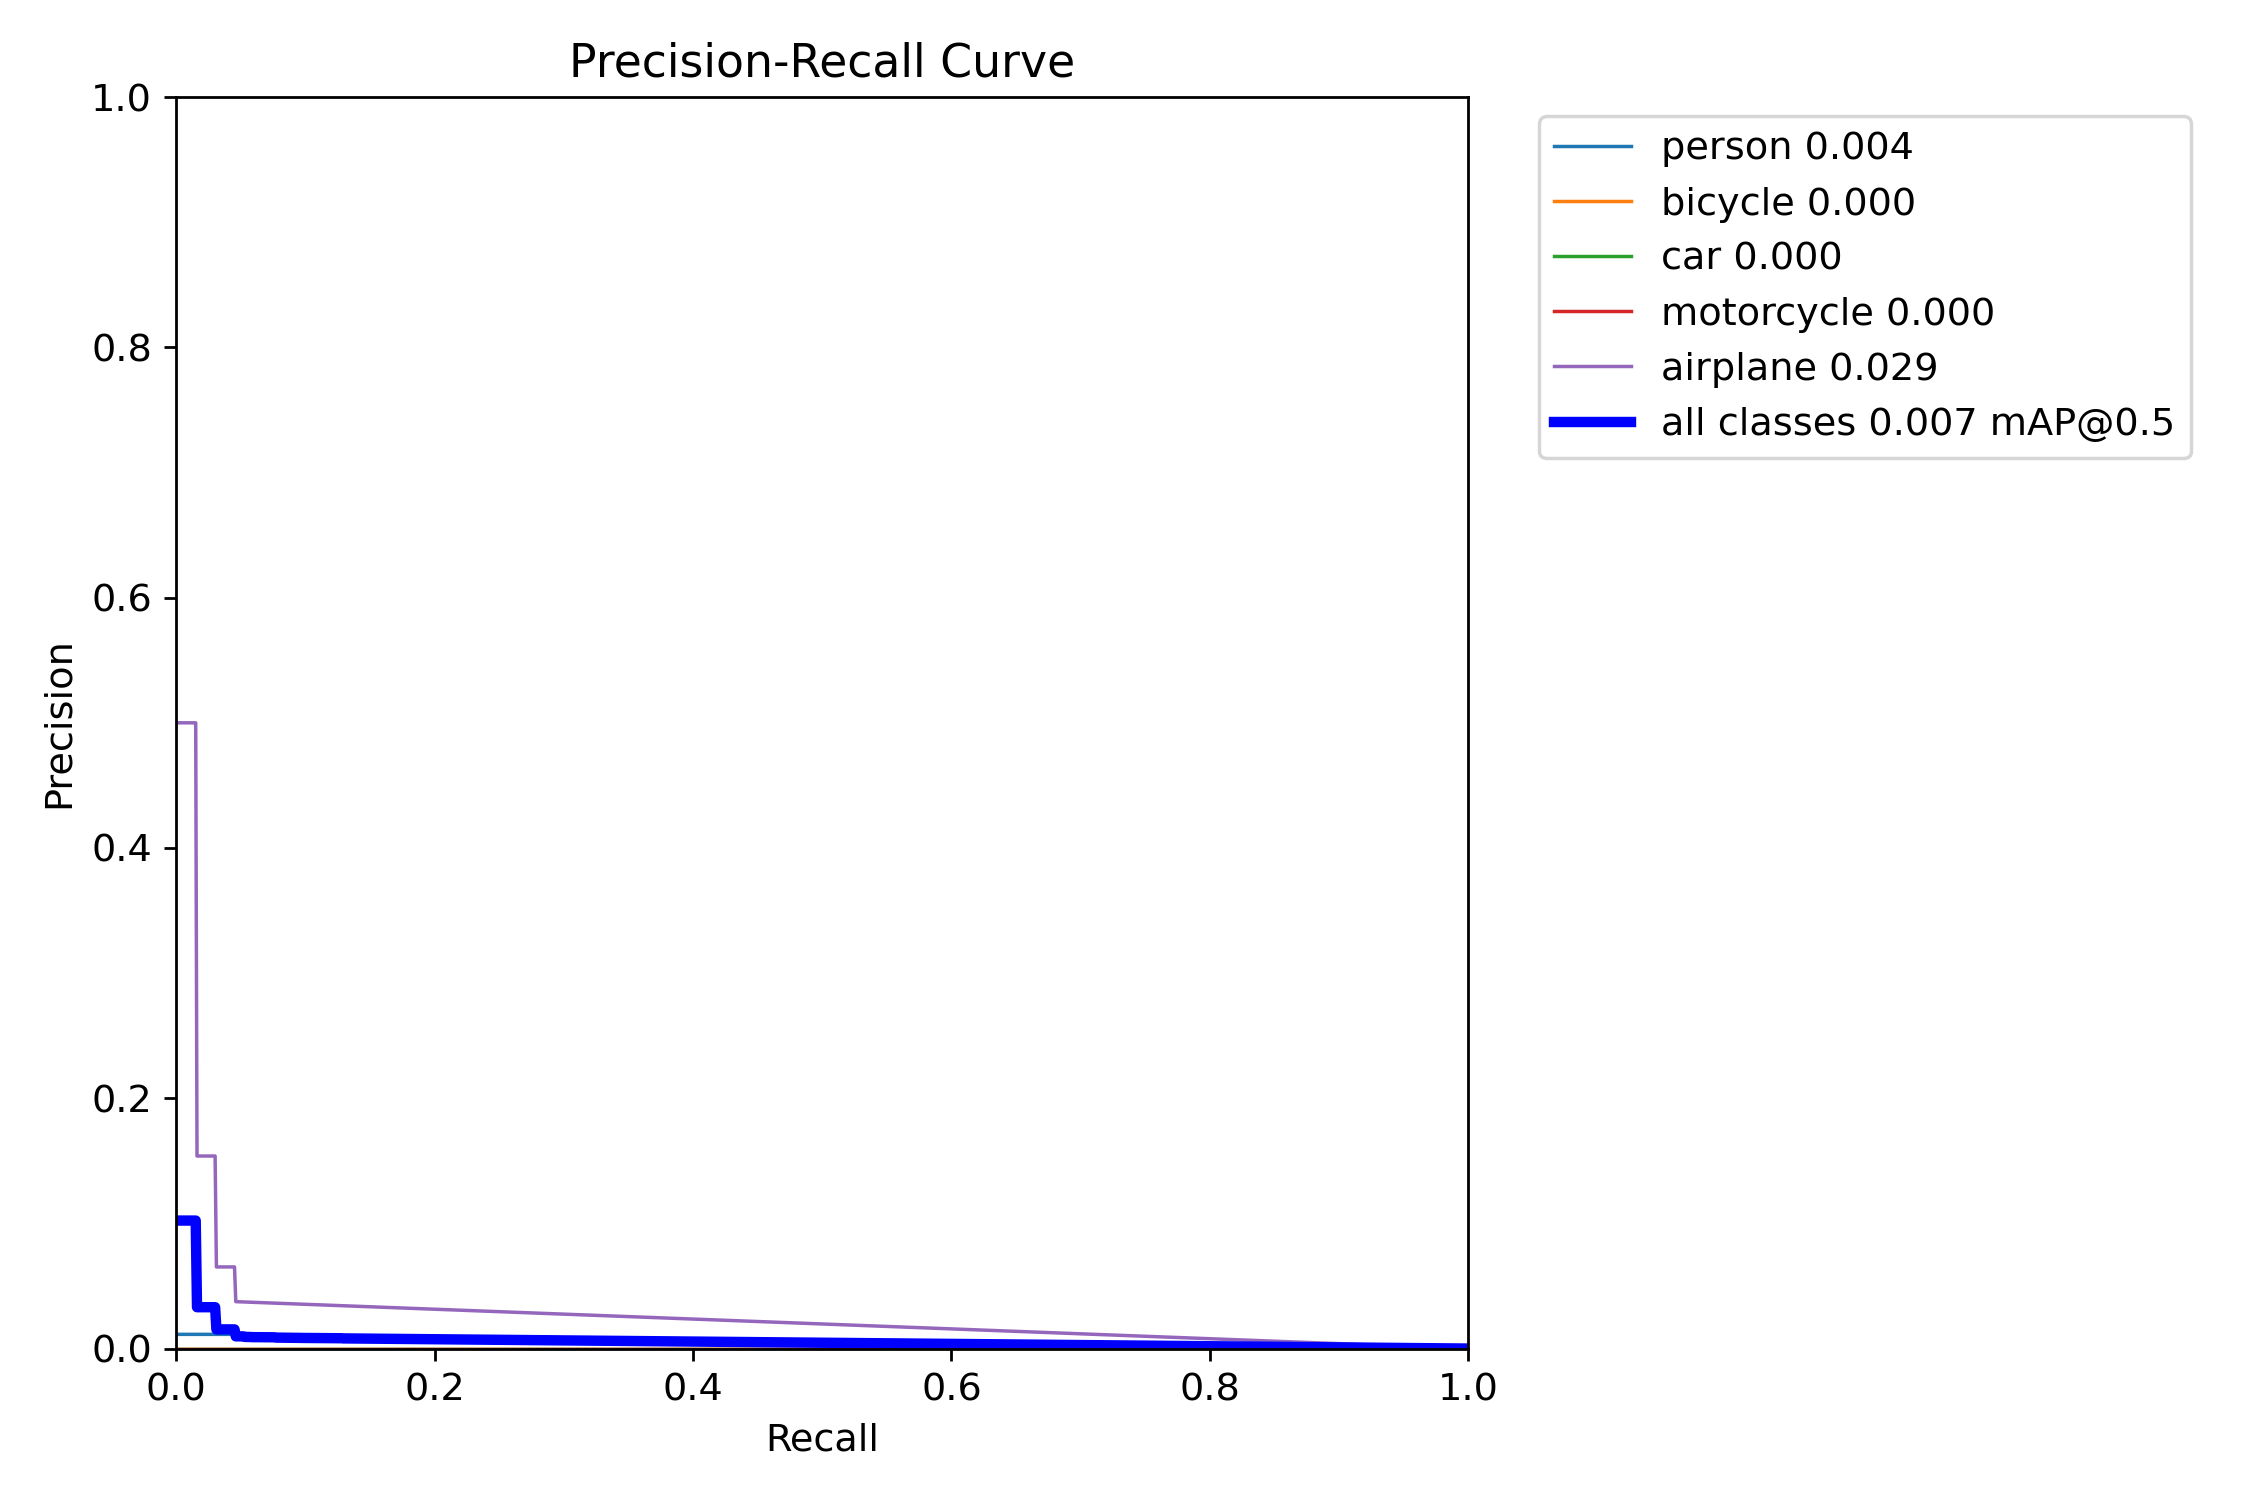 Precision-Recall Curve
1.0
0.8
0.6
0.4
0.2
0.0
Precision
0.0 0.2 0.4 0.6 0.8 1.0
Recall
person 0.004
bicycle 0.000
car 0.000
motorcycle 0.000
airplane 0.029
all classes 0.007 mAP@0.5